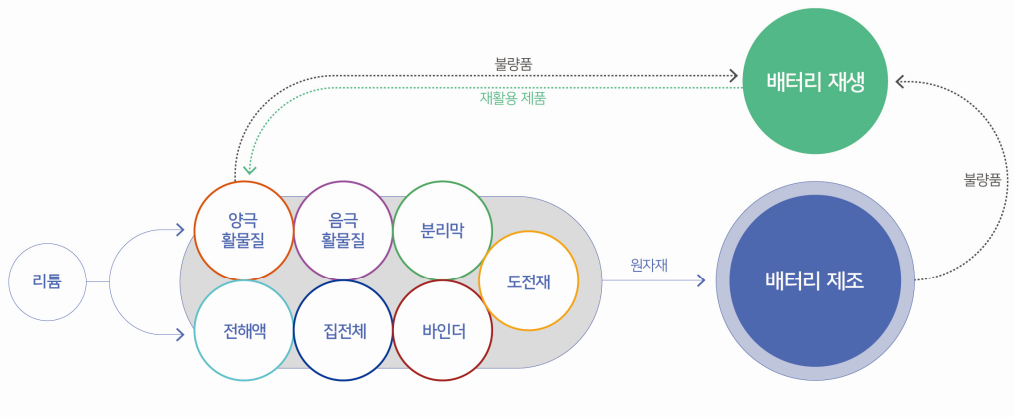 불량품
배터리 재생
재활용 제품
불량품
양극
활물질
음극
활물질
분리막
도전재
원자재
리튬
배터리 제조
전해액
집전체
바인더